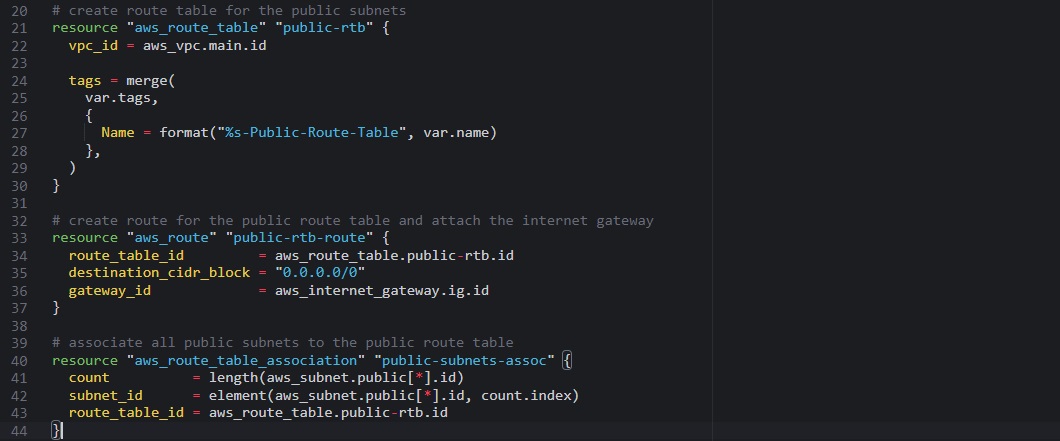 20 # create route table for the public subnets
21 resource "aws_route_table" "public-rtb" {
22   vpc_id = aws_vpc.main.id
23
24   tags = merge(
25     var.tags,
26     {
27       Name = format("%s-Public-Route-Table", var.name)
28     },
29   )
30 }
31
32 # create route for the public route table and attach the internet gateway
33 resource "aws_route" "public-rtb-route" {
34   route_table_id         = aws_route_table.public-rtb.id
35   destination_cidr_block = "0.0.0.0/0"
36   gateway_id             = aws_internet_gateway.ig.id
37 }
38
39 # associate all public subnets to the public route table
40 resource "aws_route_table_association" "public-subnets-assoc" {
41   count          = length(aws_subnet.public[*].id)
42   subnet_id      = element(aws_subnet.public[*].id, count.index)
43   route_table_id = aws_route_table.public-rtb.id
44 }